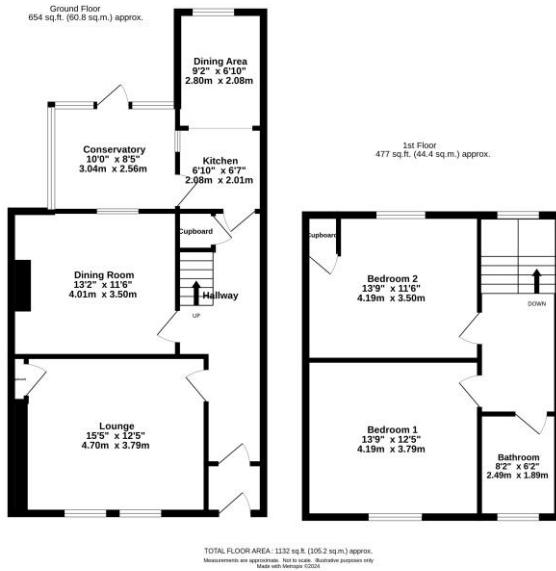 Ground Floor
654 sq.ft. (60.8 sq.m.) approx.
Dining Area
9'2" x 6'10"
2.80m x 2.08m
Conservatory
10'0" x 8'5"
3.04m x 2.56m
Kitchen
6'10" x 6'7"
2.08m x 2.01m
Cupboard
Dining Room
13'2" x 11'6"
4.01m x 3.50m
Hallway
UP
Lounge
15'5" x 12'5"
4.70m x 3.79m
1st Floor
477 sq.ft. (44.4 sq.m.) approx.
Cupboard
Bedroom 2
13'9" x 11'6"
4.19m x 3.50m
DOWN
Bedroom 1
13'9" x 12'5"
4.19m x 3.79m
Bathroom
8'2" x 6'2"
2.49m x 1.89m
TOTAL FLOOR AREA : 1132 sq.ft. (105.2 sq.m.) approx.
Measurements are approximate. Not to scale. Illustrative purposes only
Made with Metropix ©2024